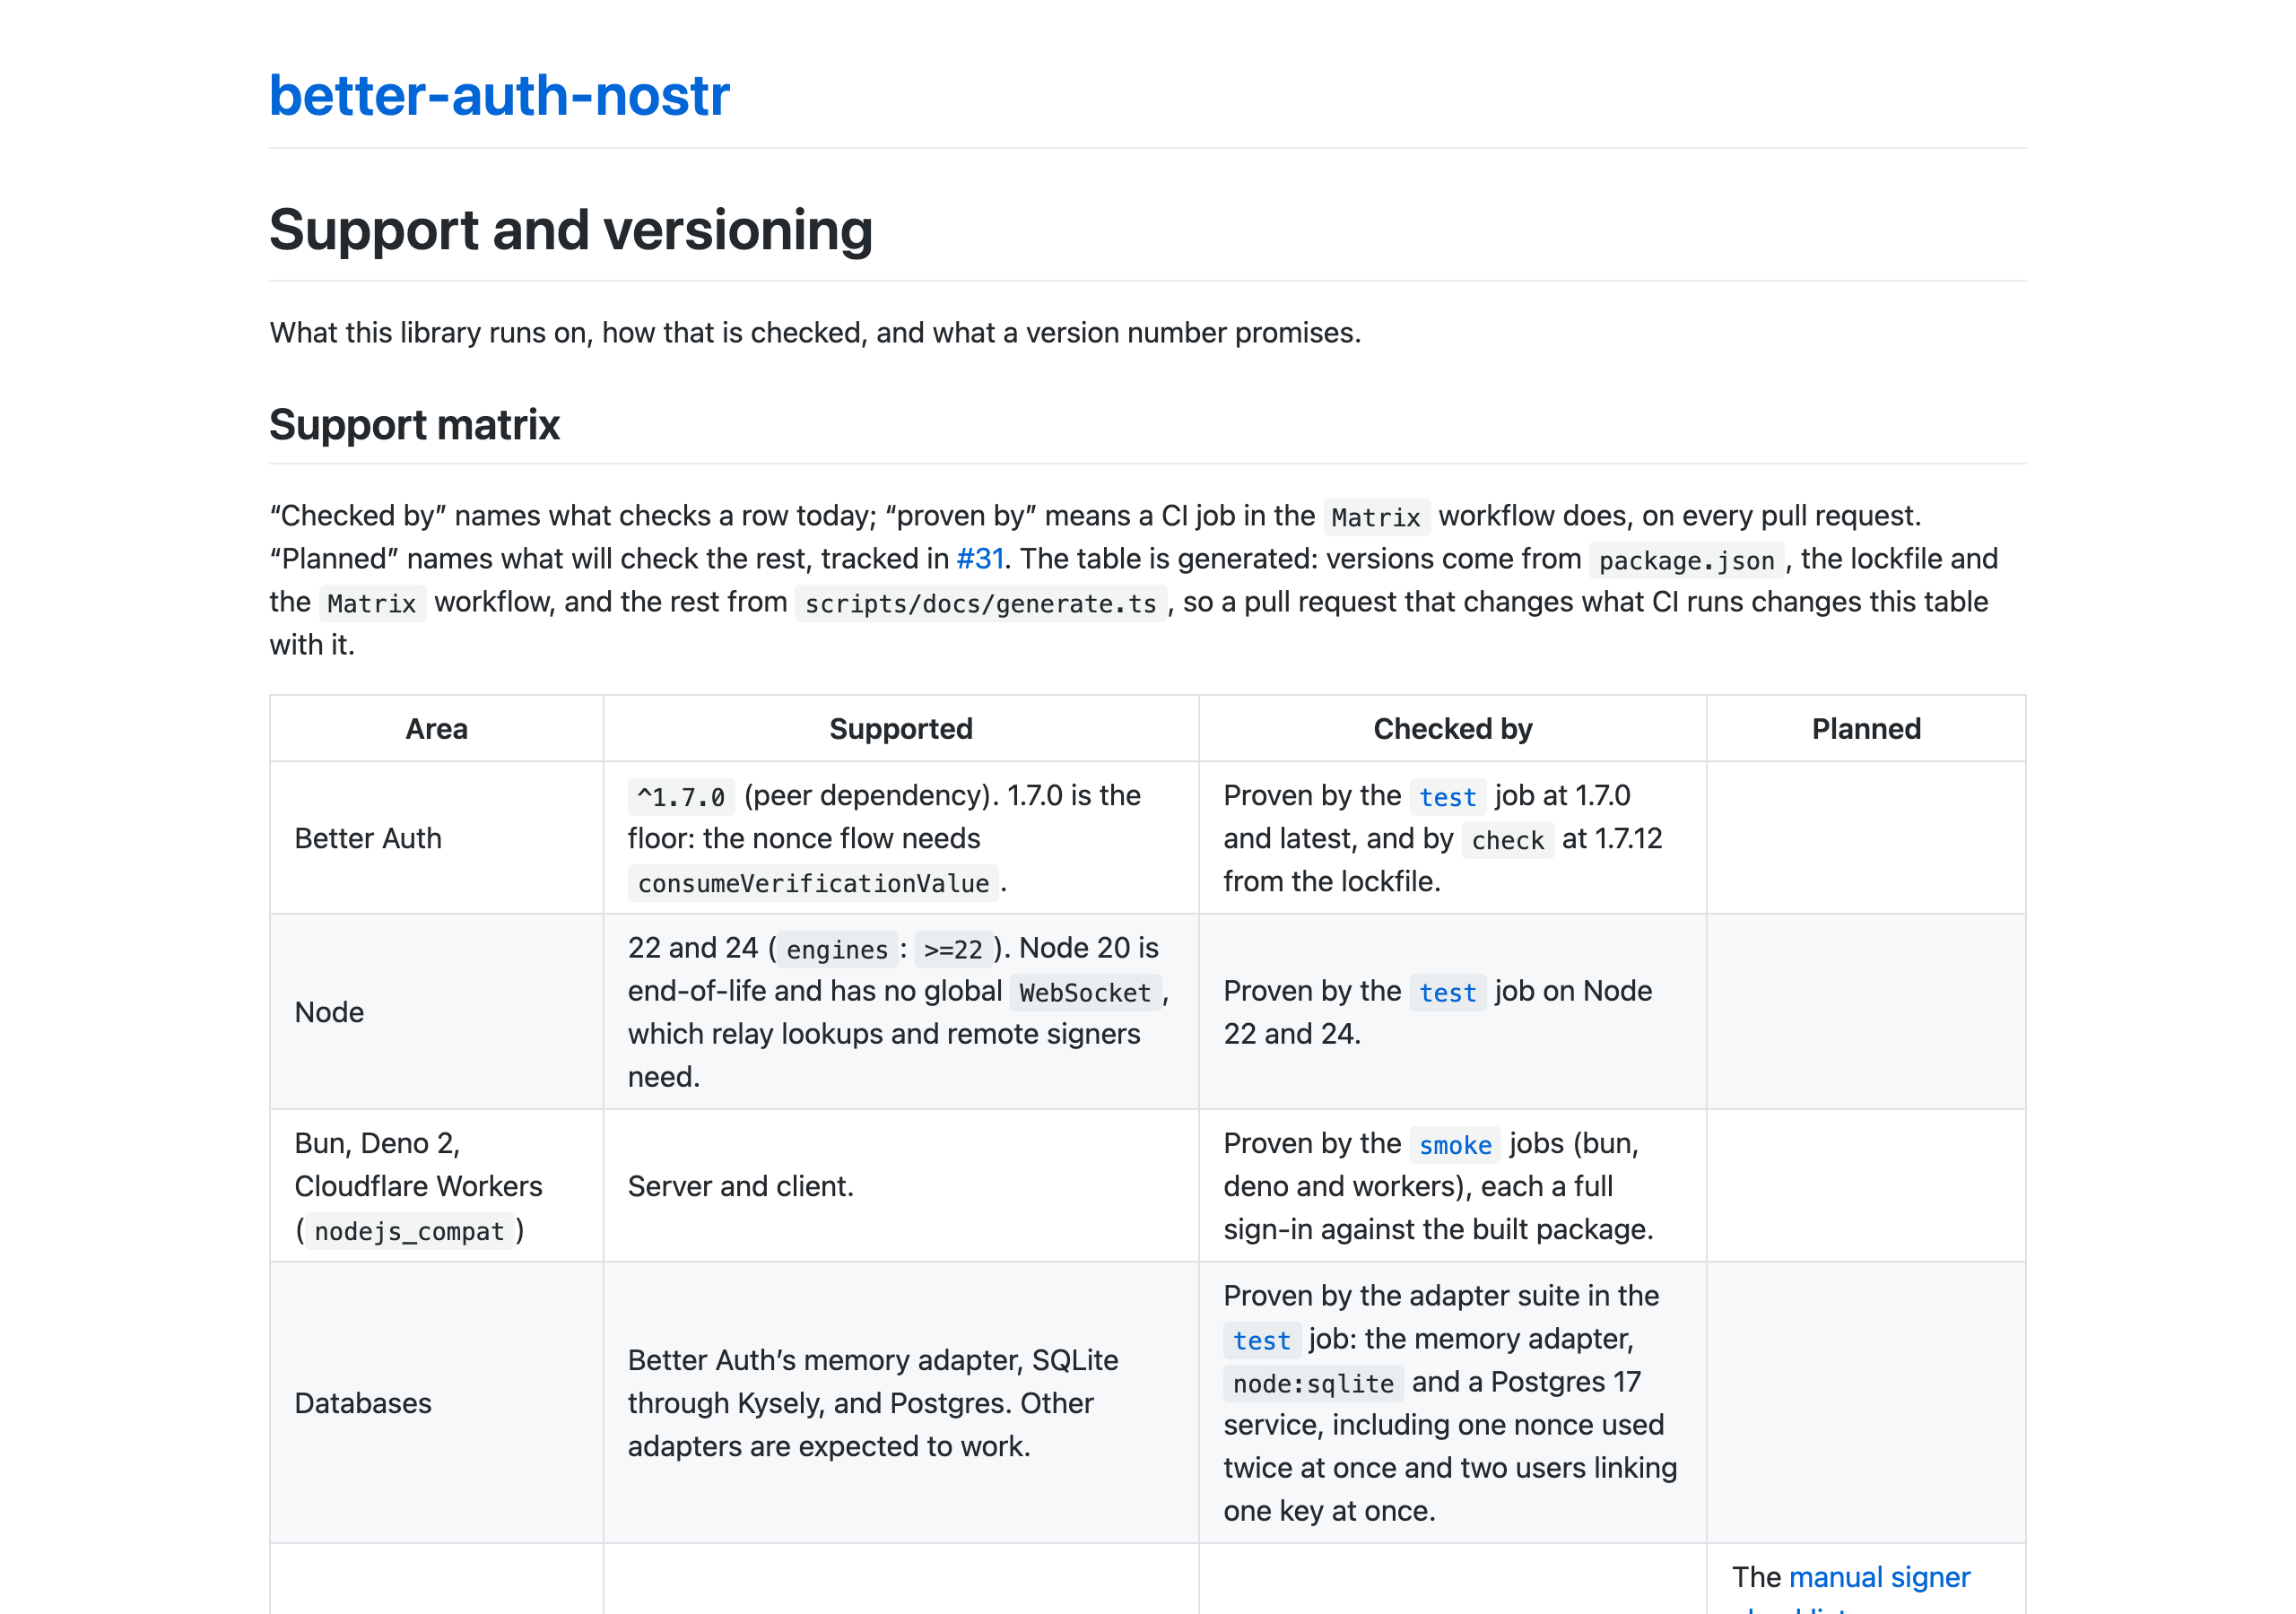 better-auth-nostr
Support and versioning
What this library runs on, how that is checked, and what a version number promises.
Support matrix
“Checked by” names what checks a row today; “proven by” means a CI job in the Matrix workflow does, on every pull request.
“Planned” names what will check the rest, tracked in #31. The table is generated: versions come from package.json, the lockfile and
the Matrix workflow, and the rest from scripts/docs/generate.ts, so a pull request that changes what CI runs changes this table
with it.
Area
Supported
Checked by
Planned
Better Auth
^1.7.0 (peer dependency). 1.7.0 is the
floor: the nonce flow needs
consumeVerificationValue.
Proven by the test job at 1.7.0
and latest, and by check at 1.7.12
from the lockfile.
Node
22 and 24 (engines: >=22). Node 20 is
end-of-life and has no global WebSocket,
which relay lookups and remote signers
need.
Proven by the test job on Node
22 and 24.
Bun, Deno 2,
Cloudflare Workers
(nodejs_compat)
Server and client.
Proven by the smoke jobs (bun,
deno and workers), each a full
sign-in against the built package.
Databases
Better Auth’s memory adapter, SQLite
through Kysely, and Postgres. Other
adapters are expected to work.
Proven by the adapter suite in the
test job: the memory adapter,
node:sqlite and a Postgres 17
service, including one nonce used
twice at once and two users linking
one key at once.
The manual signer